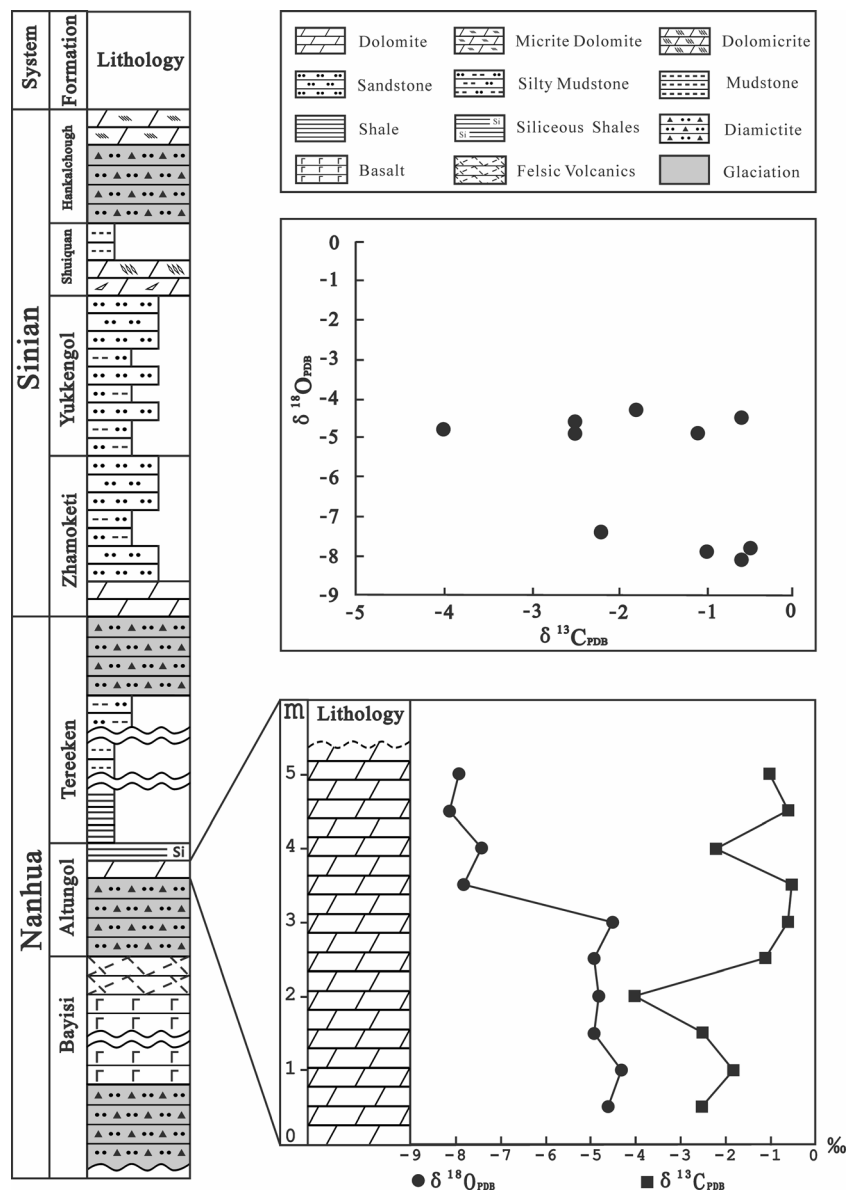 System
Formation
Lithology
Sinian
Nanhua
Hankalchough
Shuiquan
Yukkengol
Zhamoketi
Tereeken
Altungol
Bayisi
Si
Dolomite
Micrite Dolomite
Dolomicrite
Sandstone
Silty Mudstone
Mudstone
Shale
Si
Si
Siliceous Shales
Diamictite
Basalt
Felsic Volcanics
Glaciation
0
-1
-2
-3
-4
-5
-6
-7
-8
-9
δ 18OPDB
-5 -4 -3 -2 -1 0
δ 13CPDB
m Lithology
5
4
3
2
1
0
-9 -8 -7 -6 -5 -4 -3 -2 -1 0 ‰
δ 18OPDB δ 13CPDB